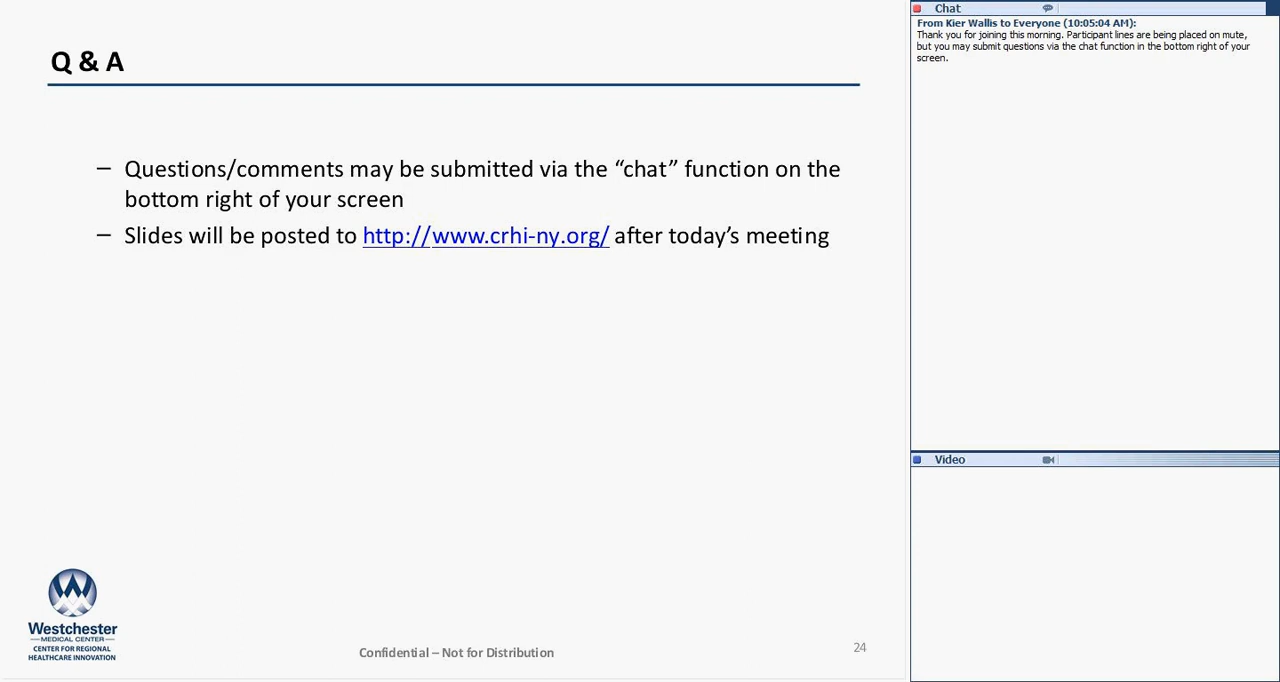 Q & A
– Questions/comments may be submitted via the “chat” function on the
bottom right of your screen
– Slides will be posted to http://www.crhi-ny.org/ after today’s meeting
Westchester
MEDICAL CENTER
CENTER FOR REGIONAL
HEALTHCARE INNOVATION
Confidential – Not for Distribution
24
Chat
From Kier Wallis to Everyone (10:05:04 AM):
Thank you for joining this morning. Participant lines are being placed on mute,
but you may submit questions via the chat function in the bottom right of your
screen.
Video